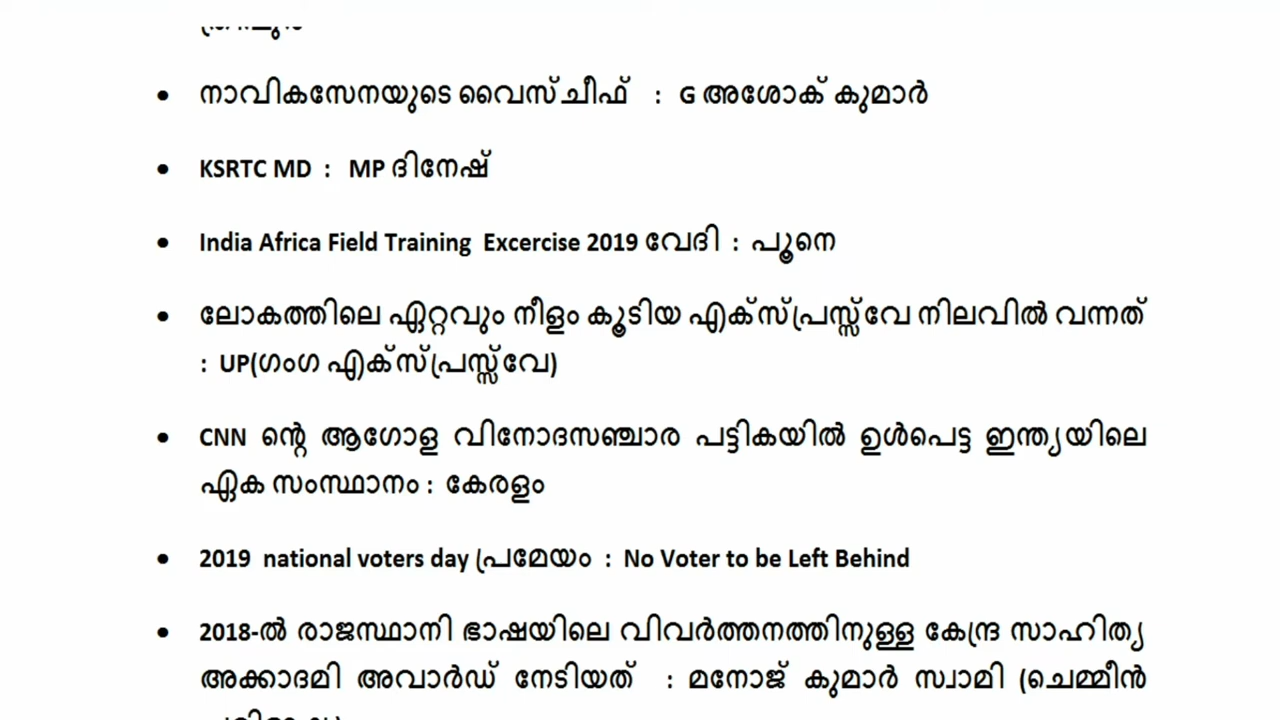 • നാവികസേനയുടെ വൈസ്ചീഫ് : G അശോക് കുമാർ
• KSRTC MD : MP ദിനേഷ്
• India Africa Field Training Excercise 2019 വേദി : പൂനെ
• ലോകത്തിലെ ഏറ്റവും നീളം കൂടിയ എക്സ്പ്രസ്സ്‌വേ നിലവിൽ വന്നത്
: UP(ഗംഗ എക്സ്പ്രസ്സ്‌വേ)
• CNN ന്റെ ആഗോള വിനോദസഞ്ചാര പട്ടികയിൽ ഉൾപെട്ട ഇന്ത്യയിലെ
ഏക സംസ്ഥാനം : കേരളം
• 2019 national voters day പ്രമേയം : No Voter to be Left Behind
• 2018-ൽ രാജസ്ഥാനി ഭാഷയിലെ വിവർത്തനത്തിനുള്ള കേന്ദ്ര സാഹിത്യ
അക്കാദമി അവാർഡ് നേടിയത് : മനോജ് കുമാർ സ്വാമി (ചെമ്മീൻ